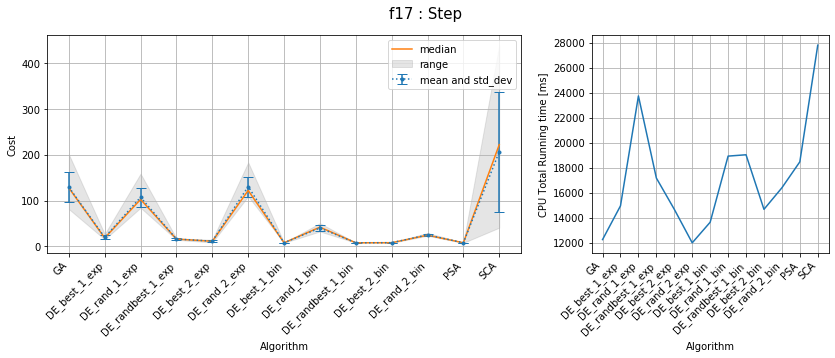 f17 : Step
median
range
mean and std_dev
Cost
400
300
200
100
0
GA
DE_best_1_exp
DE_rand_1_exp
DE_randbest_1_exp
DE_best_2_exp
DE_rand_2_exp
DE_best_1_bin
DE_rand_1_bin
DE_randbest_1_bin
DE_best_2_bin
DE_rand_2_bin
PSA
SCA
Algorithm
CPU Total Running time [ms]
28000
26000
24000
22000
20000
18000
16000
14000
12000
GA
DE_best_1_exp
DE_rand_1_exp
DE_randbest_1_exp
DE_best_2_exp
DE_rand_2_exp
DE_best_1_bin
DE_rand_1_bin
DE_randbest_1_bin
DE_best_2_bin
DE_rand_2_bin
PSA
SCA
Algorithm